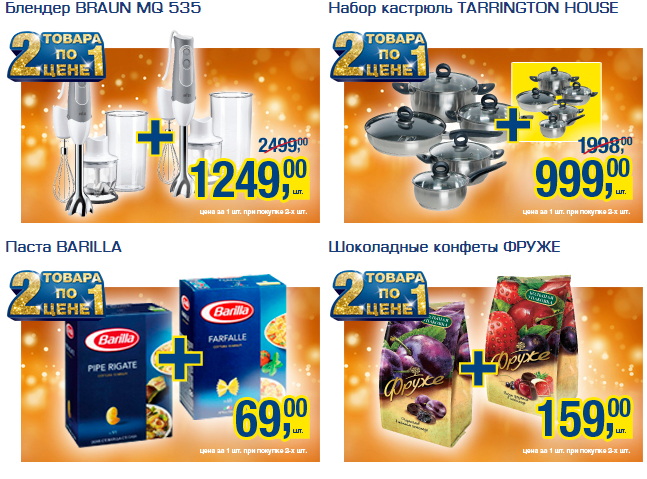 Блендер BRAUN MQ 535
2 ТОВАРА
ПО
ЦЕНЕ 1
2499,00
1249,00
шт.
цена за 1 шт. при покупке 2-х шт.
Набор кастрюль TARRINGTON HOUSE
2 ТОВАРА
ПО
ЦЕНЕ 1
1998,00
999,00
шт.
цена за 1 шт. при покупке 2-х шт.
Паста BARILLA
2 ТОВАРА
ПО
ЦЕНЕ 1
Barilla
PIPE RIGATE
Barilla
FARFALLE
69,00
шт.
цена за 1 шт. при покупке 2-х шт.
Шоколадные конфеты ФРУЖЕ
2 ТОВАРА
ПО
ЦЕНЕ 1
Фруже
Фруже
159,00
шт.
цена за 1 шт. при покупке 2-х шт.